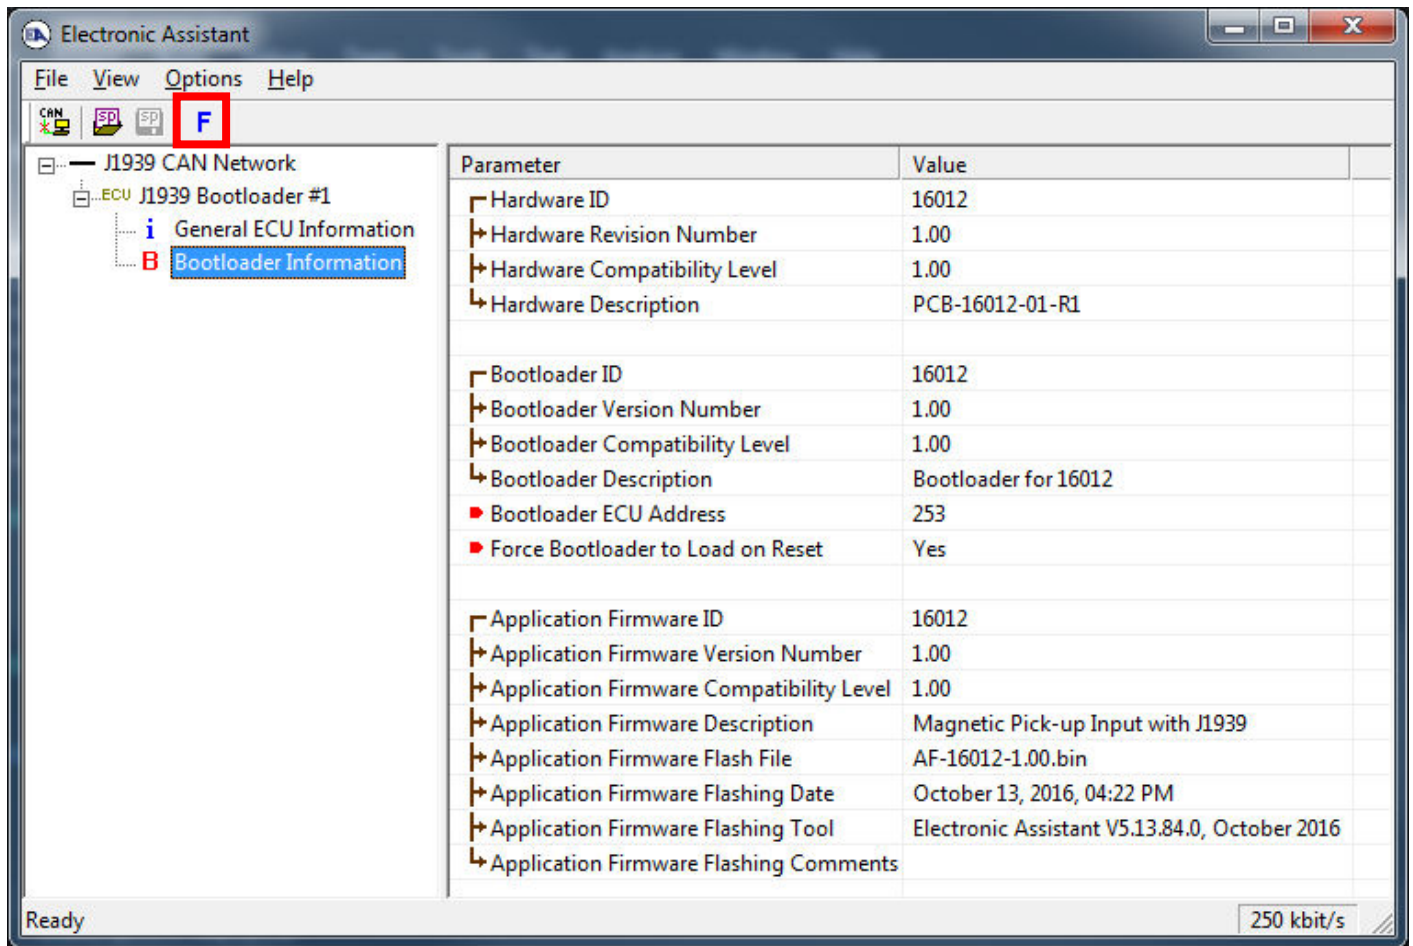 Electronic Assistant
File View Options Help
CAN SP SP F
J1939 CAN Network
ECU J1939 Bootloader #1
i General ECU Information
B Bootloader Information
Parameter Value
Hardware ID 16012
Hardware Revision Number 1.00
Hardware Compatibility Level 1.00
Hardware Description PCB-16012-01-R1
Bootloader ID 16012
Bootloader Version Number 1.00
Bootloader Compatibility Level 1.00
Bootloader Description Bootloader for 16012
Bootloader ECU Address 253
Force Bootloader to Load on Reset Yes
Application Firmware ID 16012
Application Firmware Version Number 1.00
Application Firmware Compatibility Level 1.00
Application Firmware Description Magnetic Pick-up Input with J1939
Application Firmware Flash File AF-16012-1.00.bin
Application Firmware Flashing Date October 13, 2016, 04:22 PM
Application Firmware Flashing Tool Electronic Assistant V5.13.84.0, October 2016
Application Firmware Flashing Comments
Ready 250 kbit/s